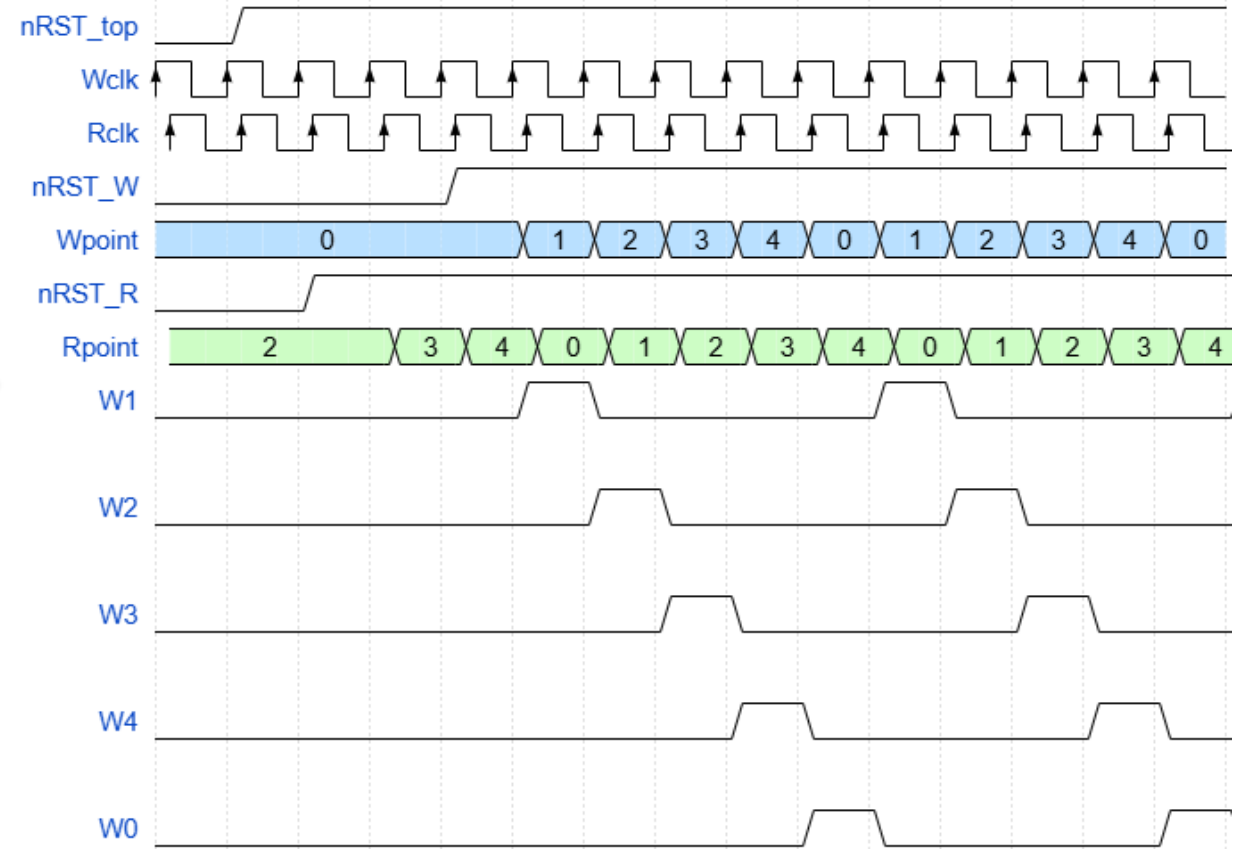 nRST_top
Wclk
Rclk
nRST_W
Wpoint 0 1 2 3 4 0 1 2 3 4 0
nRST_R
Rpoint 2 3 4 0 1 2 3 4 0 1 2 3 4
W1
W2
W3
W4
W0